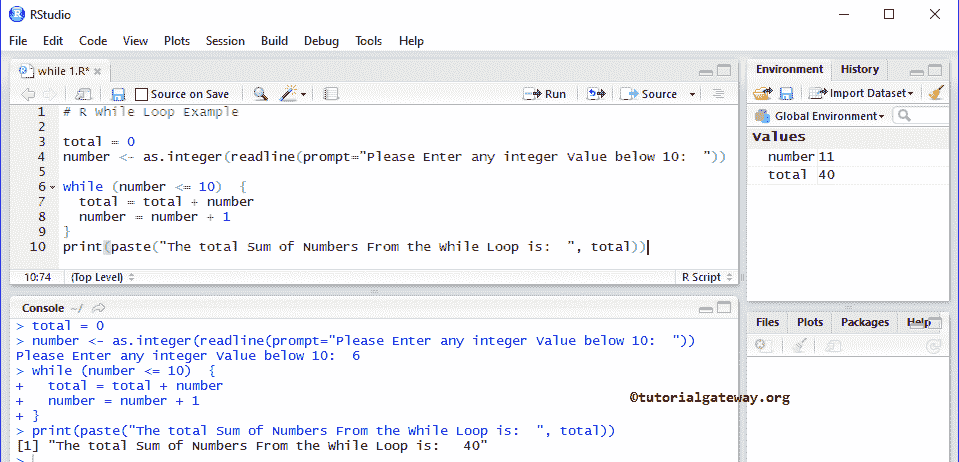 RStudio
File Edit Code View Plots Session Build Debug Tools Help
while 1.R*
Source on Save Run Source
1 # R While Loop Example
2
3 total = 0
4 number <- as.integer(readline(prompt="Please Enter any integer Value below 10:  "))
5
6 while (number <= 10)  {
7   total = total + number
8   number = number + 1
9 }
10 print(paste("The total Sum of Numbers From the While Loop is:  ", total))
10:74 (Top Level) R Script
Console ~/
> total = 0
> number <- as.integer(readline(prompt="Please Enter any integer Value below 10:  "))
Please Enter any integer Value below 10:  6
> while (number <= 10)  {
+   total = total + number
+   number = number + 1
+ }
> print(paste("The total Sum of Numbers From the While Loop is:  ", total))
[1] "The total Sum of Numbers From the While Loop is:   40"
>
Environment History
Import Dataset
Global Environment
Values
number 11
total 40
Files Plots Packages Help
©tutorialgateway.org